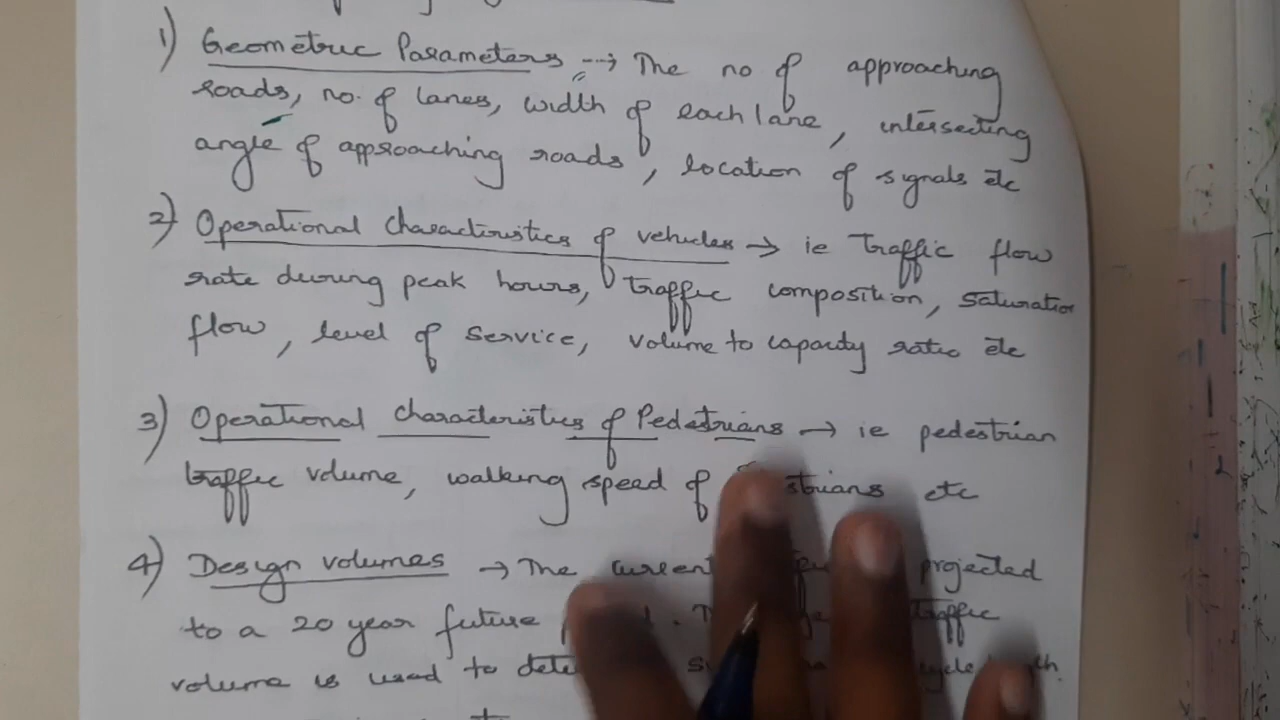 1) Geometric Parameters --> The no of approaching
roads, no. of lanes, width of each lane, intersecting
angle of approaching roads, location of signals etc
2) Operational characteristics of vehicles → ie traffic flow
rate during peak hours, traffic composition, saturation
flow, level of service, volume to capacity ratio etc
3) Operational characteristics of Pedestrians → ie pedestrian
traffic volume, walking speed of etc
4) Design volumes → The projected
to a 20 year future traffic
volume is used to cycle